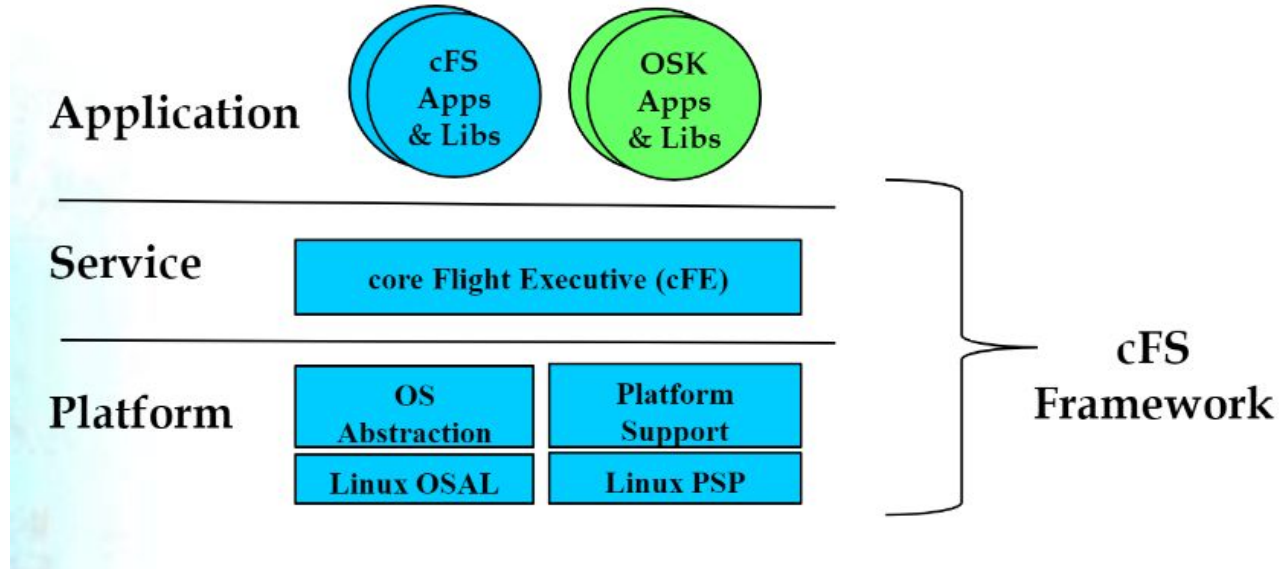 Application
cFS
Apps
& Libs
OSK
Apps
& Libs
Service
core Flight Executive (cFE)
cFS
Framework
Platform
OS
Abstraction
Platform
Support
Linux OSAL
Linux PSP